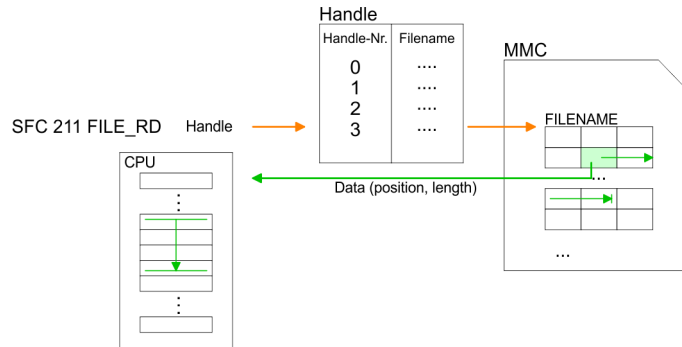 Handle
Handle-Nr. Filename
0 ....
1 ....
2 ....
3 ....
MMC
FILENAME
...
...
SFC 211 FILE_RD Handle
CPU
Data (position, length)